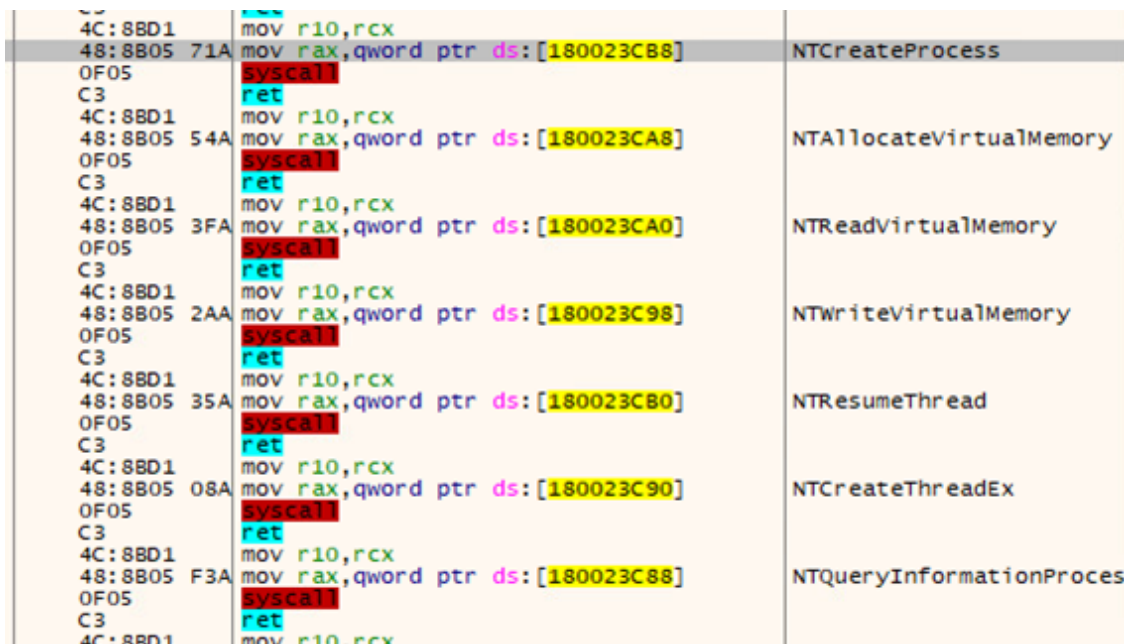 ret
4C:8BD1 mov r10,rcx
48:8B05 71A mov rax,qword ptr ds:[180023CB8] NTCreateProcess
0F05 syscall
C3 ret
4C:8BD1 mov r10,rcx
48:8B05 54A mov rax,qword ptr ds:[180023CA8] NTAllocateVirtualMemory
0F05 syscall
C3 ret
4C:8BD1 mov r10,rcx
48:8B05 3FA mov rax,qword ptr ds:[180023CA0] NTReadVirtualMemory
0F05 syscall
C3 ret
4C:8BD1 mov r10,rcx
48:8B05 2AA mov rax,qword ptr ds:[180023C98] NTWriteVirtualMemory
0F05 syscall
C3 ret
4C:8BD1 mov r10,rcx
48:8B05 35A mov rax,qword ptr ds:[180023CB0] NTResumeThread
0F05 syscall
C3 ret
4C:8BD1 mov r10,rcx
48:8B05 08A mov rax,qword ptr ds:[180023C90] NTCreateThreadEx
0F05 syscall
C3 ret
4C:8BD1 mov r10,rcx
48:8B05 F3A mov rax,qword ptr ds:[180023C88] NTQueryInformationProces
0F05 syscall
C3 ret
4C:8BD1 mov r10,rcx